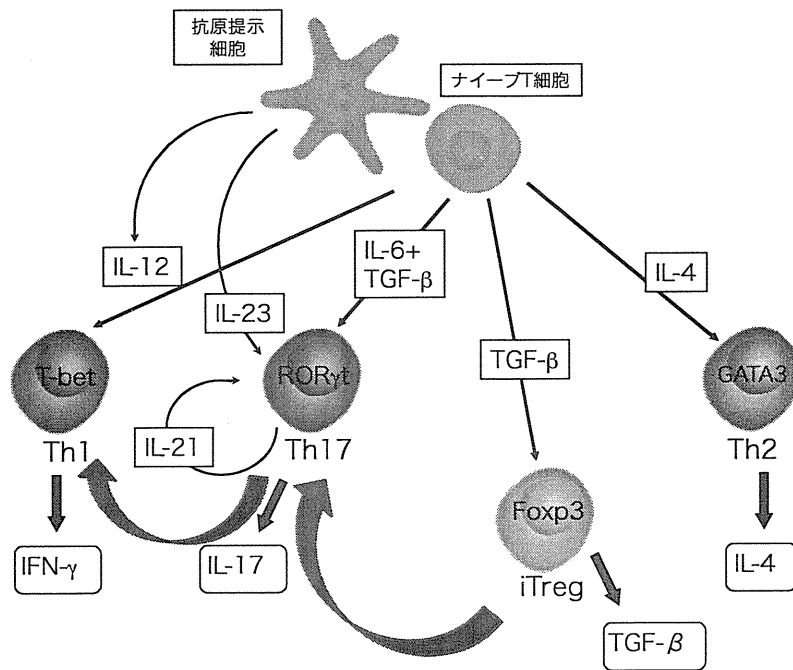 抗原提示
細胞
ナイーブT細胞
IL-12
IL-23
IL-6+
TGF-β
TGF-β
IL-4
T-bet
RORγt
GATA3
Th1
IL-21
Th17
Th2
Foxp3
iTreg
IFN-γ
IL-17
IL-4
TGF-β